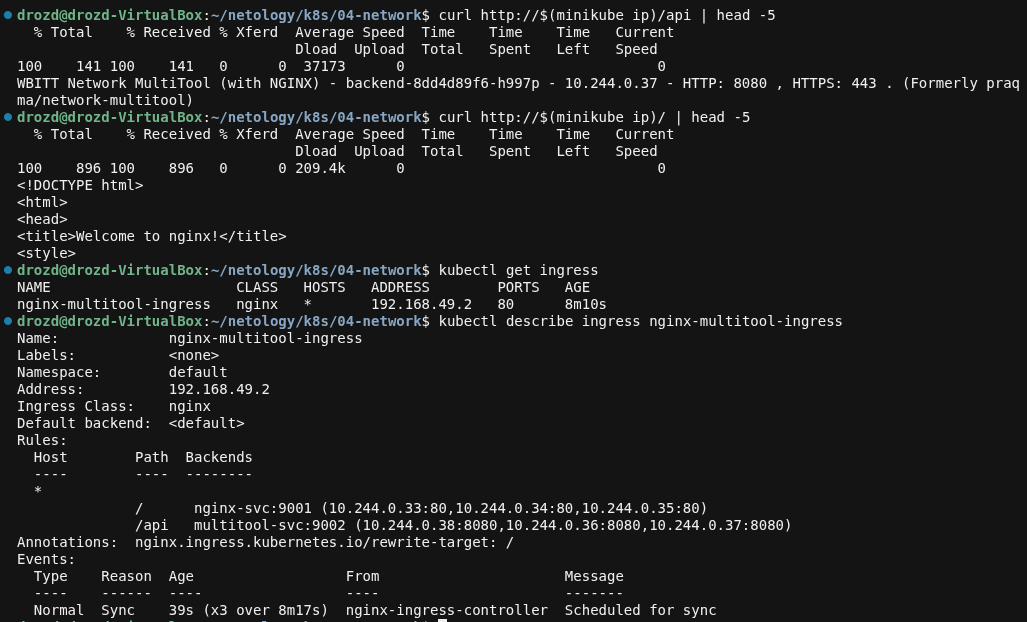 drozd@drozd-VirtualBox:~/netology/k8s/04-network$ curl http://$(minikube ip)/api | head -5
  % Total    % Received % Xferd  Average Speed  Time    Time    Time   Current
                                 Dload  Upload  Total   Spent   Left   Speed
100    141 100    141   0      0  37173      0                              0
WBITT Network MultiTool (with NGINX) - backend-8dd4d89f6-h997p - 10.244.0.37 - HTTP: 8080 , HTTPS: 443 . (Formerly praq
ma/network-multitool)
drozd@drozd-VirtualBox:~/netology/k8s/04-network$ curl http://$(minikube ip)/ | head -5
  % Total    % Received % Xferd  Average Speed  Time    Time    Time   Current
                                 Dload  Upload  Total   Spent   Left   Speed
100    896 100    896   0      0 209.4k      0                              0
<!DOCTYPE html>
<html>
<head>
<title>Welcome to nginx!</title>
<style>
drozd@drozd-VirtualBox:~/netology/k8s/04-network$ kubectl get ingress
NAME                      CLASS   HOSTS   ADDRESS        PORTS   AGE
nginx-multitool-ingress   nginx   *       192.168.49.2   80      8m10s
drozd@drozd-VirtualBox:~/netology/k8s/04-network$ kubectl describe ingress nginx-multitool-ingress
Name:             nginx-multitool-ingress
Labels:           <none>
Namespace:        default
Address:          192.168.49.2
Ingress Class:    nginx
Default backend:  <default>
Rules:
  Host        Path  Backends
  ----        ----  --------
  *
              /      nginx-svc:9001 (10.244.0.33:80,10.244.0.34:80,10.244.0.35:80)
              /api   multitool-svc:9002 (10.244.0.38:8080,10.244.0.36:8080,10.244.0.37:8080)
Annotations:  nginx.ingress.kubernetes.io/rewrite-target: /
Events:
  Type    Reason  Age                  From                      Message
  ----    ------  ----                 ----                      -------
  Normal  Sync    39s (x3 over 8m17s)  nginx-ingress-controller  Scheduled for sync